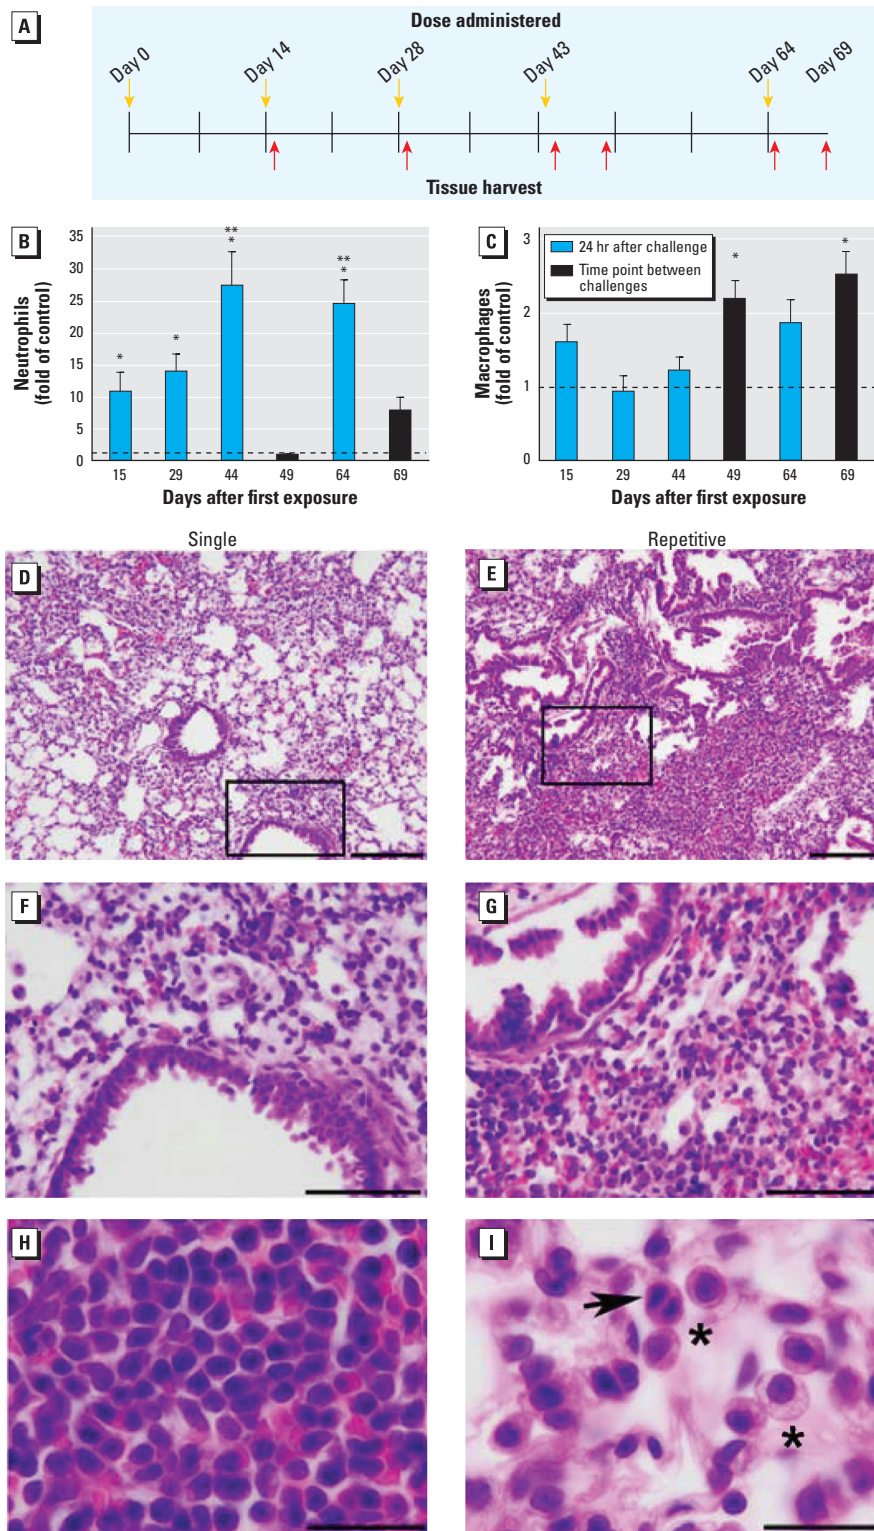 A
Dose administered
Day 0
Day 14
Day 28
Day 43
Day 64
Day 69
Tissue harvest
B
Neutrophils
(fold of control)
35
30
25
20
15
10
5
0
*
*
**
*
**
*
15 29 44 49 64 69
Days after first exposure
C
Macrophages
(fold of control)
3
2
1
0
24 hr after challenge
Time point between
challenges
*
*
15 29 44 49 64 69
Days after first exposure
Single
Repetitive
D
E
F
G
H
I
*
*